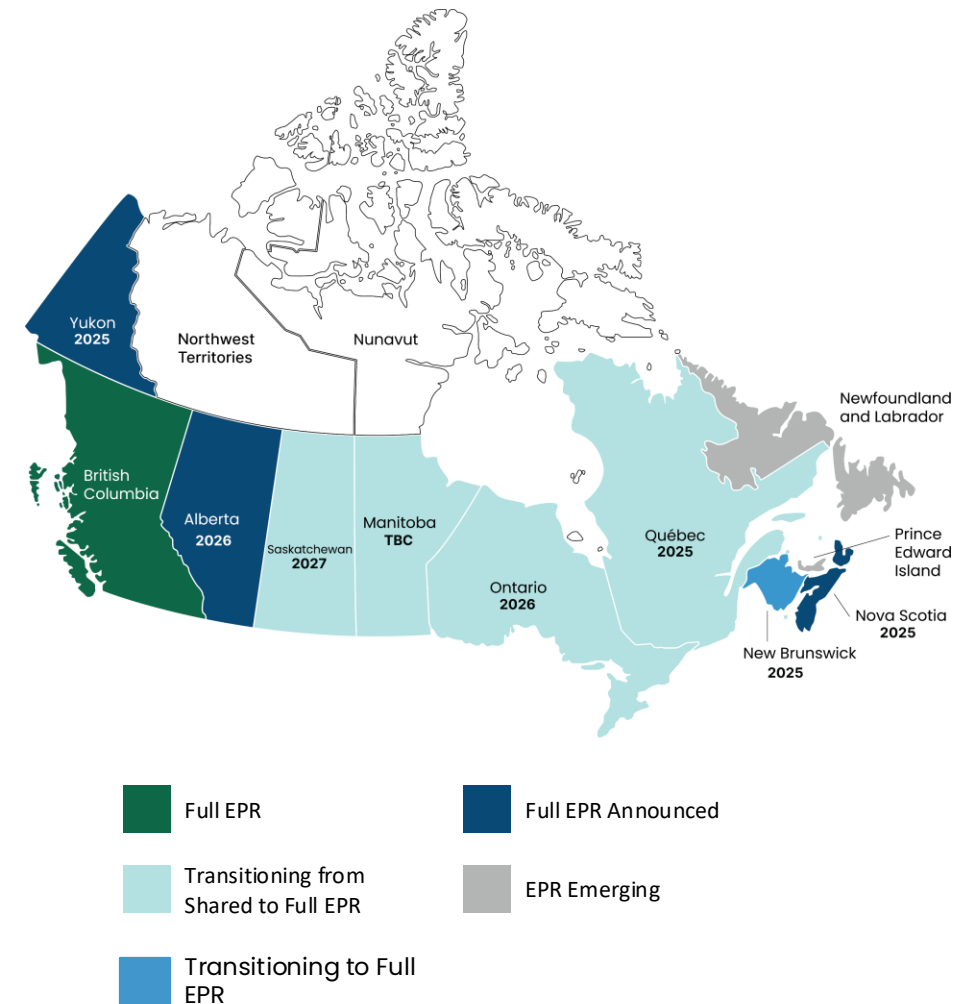 Yukon
2025
Northwest
Territories
Nunavut
Newfoundland
and Labrador
British
Columbia
Alberta
2026
Saskatchewan
2027
Manitoba
TBC
Ontario
2026
Québec
2025
Prince
Edward
Island
Nova Scotia
2025
New Brunswick
2025
Full EPR
Full EPR Announced
Transitioning from
Shared to Full EPR
EPR Emerging
Transitioning to Full
EPR